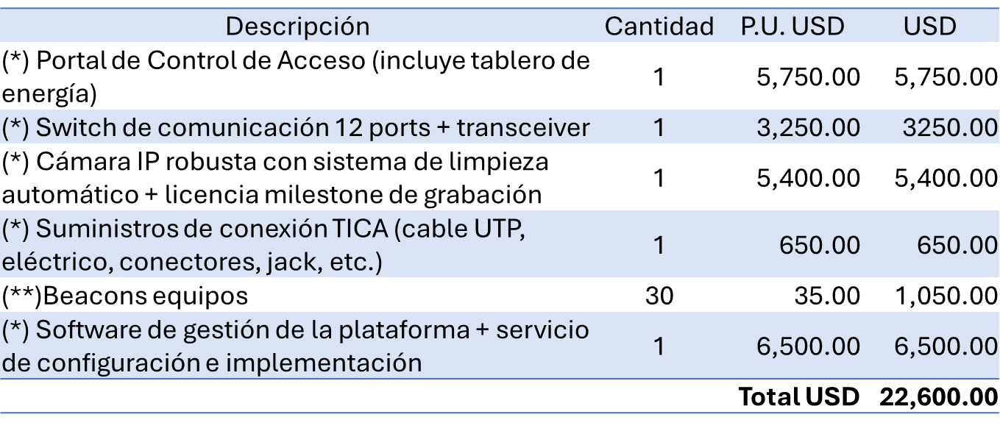 Descripción Cantidad P.U. USD USD
(*) Portal de Control de Acceso (incluye tablero de
energía) 1 5,750.00 5,750.00
(*) Switch de comunicación 12 ports + transceiver 1 3,250.00 3250.00
(*) Cámara IP robusta con sistema de limpieza
automático + licencia milestone de grabación 1 5,400.00 5,400.00
(*) Suministros de conexión TICA (cable UTP,
eléctrico, conectores, jack, etc.) 1 650.00 650.00
(**)Beacons equipos 30 35.00 1,050.00
(*) Software de gestión de la plataforma + servicio
de configuración e implementación 1 6,500.00 6,500.00
Total USD 22,600.00